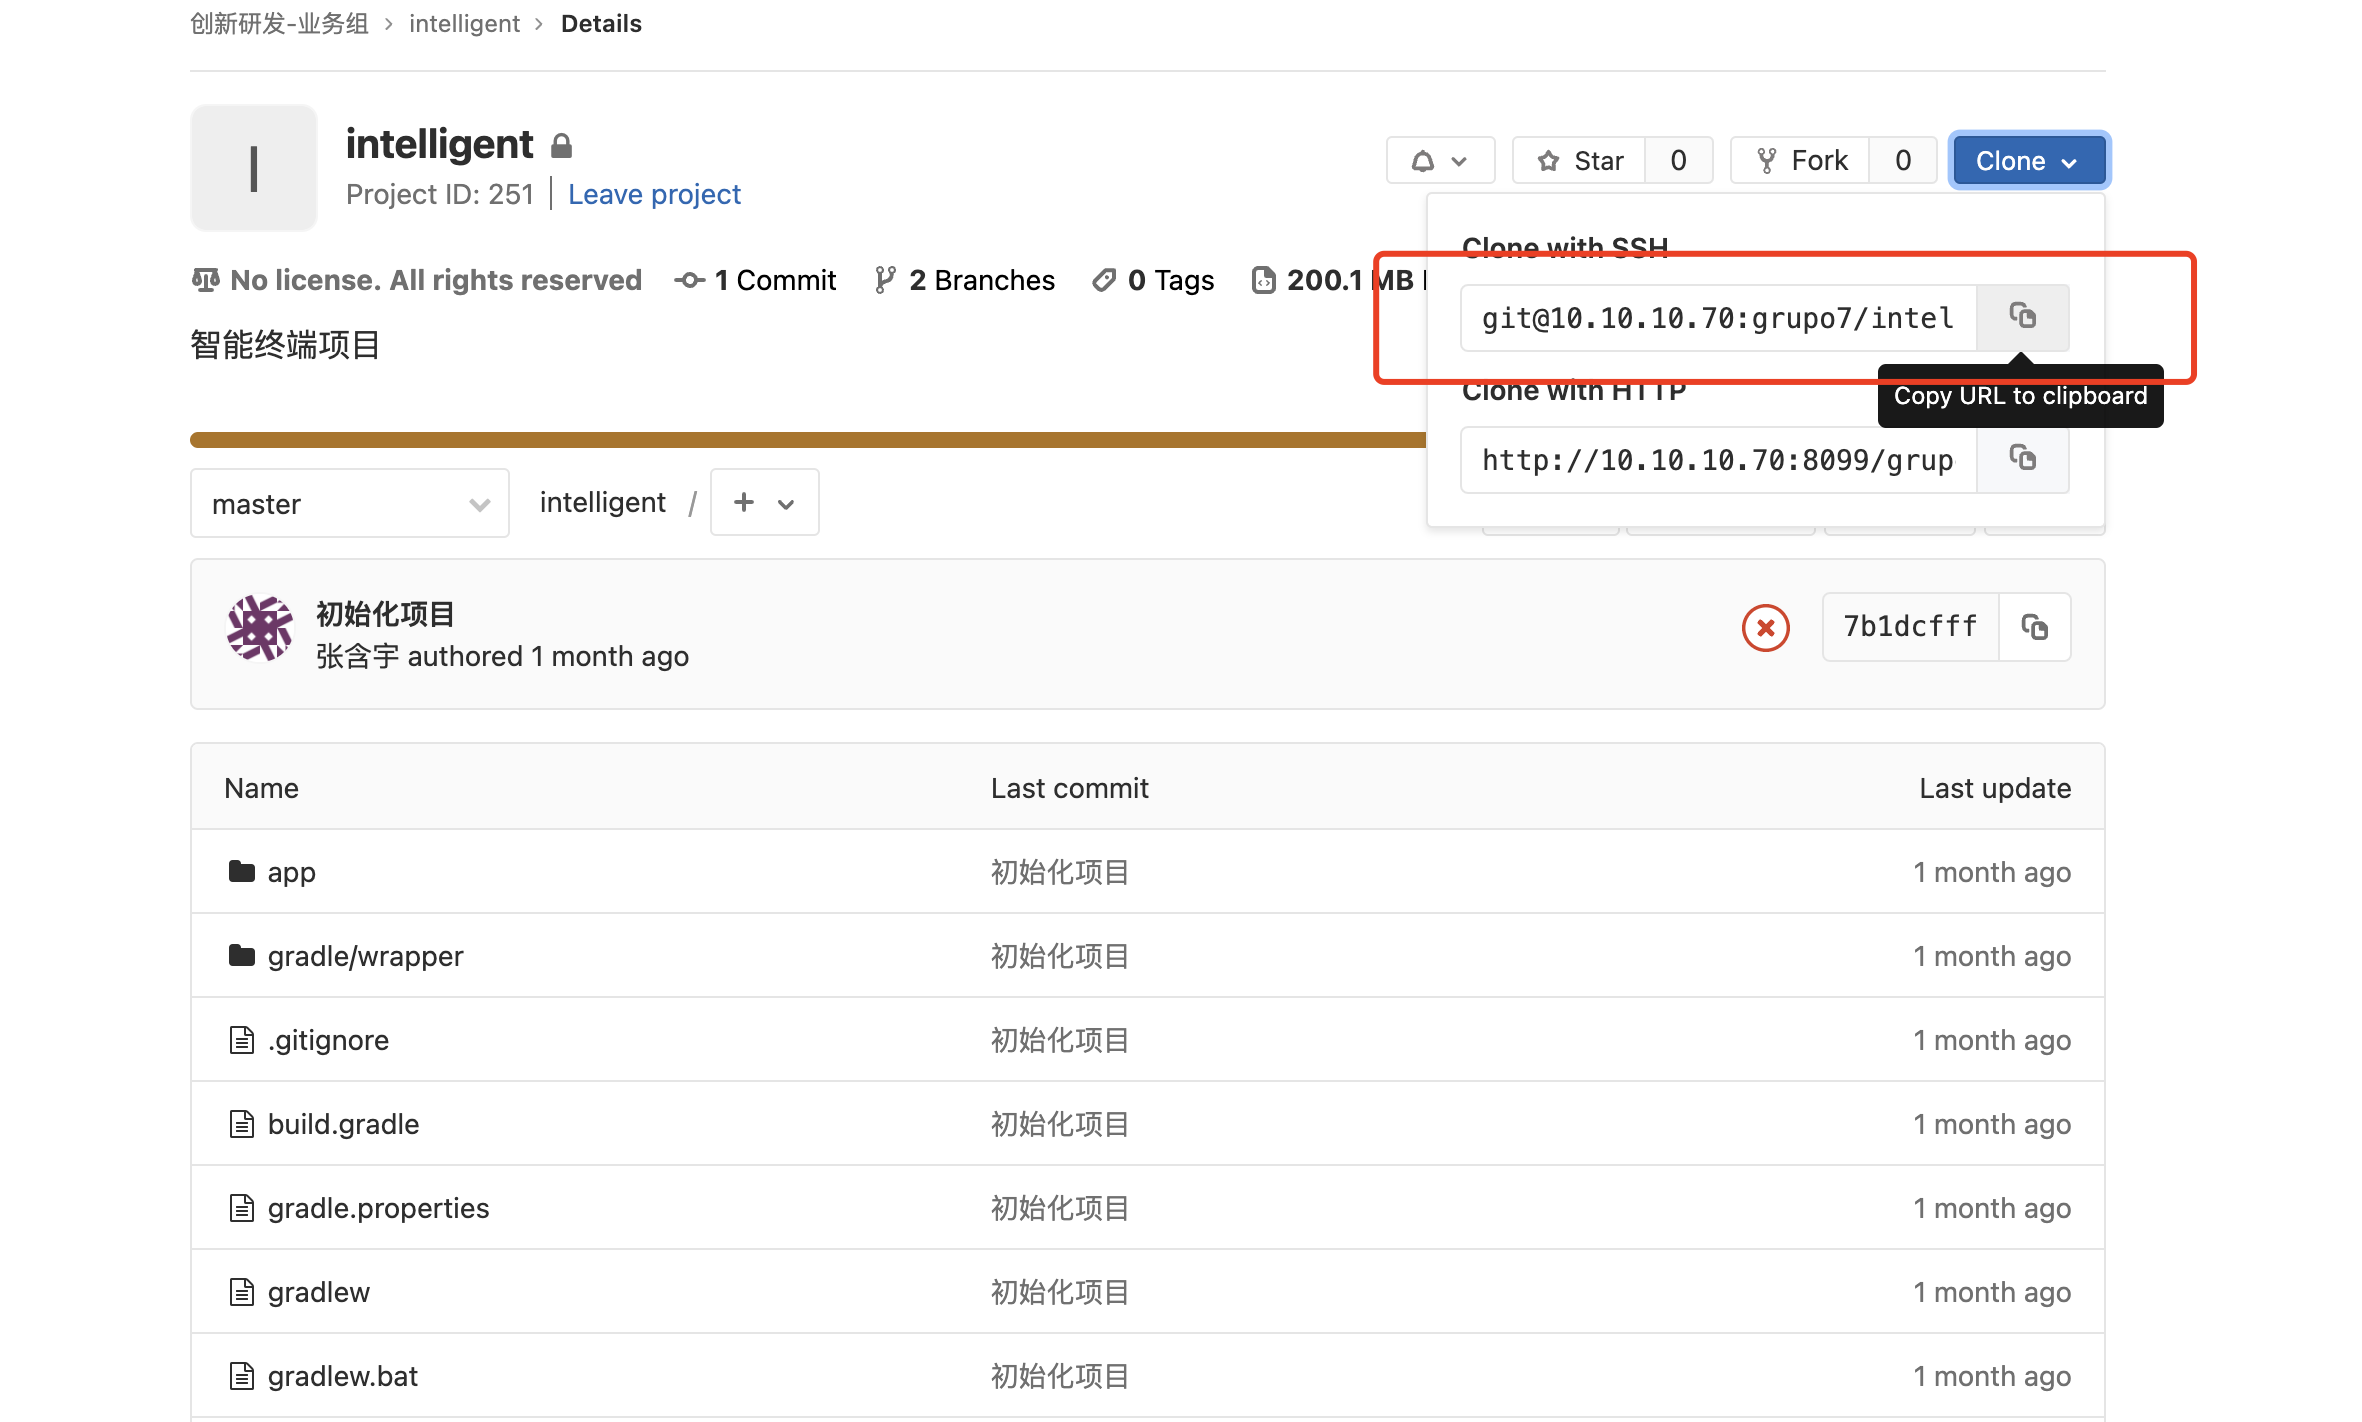 创新研发-业务组 > intelligent > Details
I
intelligent
Project ID: 251 | Leave project
Star 0
Fork 0
Clone
No license. All rights reserved
1 Commit
2 Branches
0 Tags
200.1 MB
智能终端项目
Clone with SSH
git@10.10.10.70:grupo7/intel
Copy URL to clipboard
Clone with HTTP
http://10.10.10.70:8099/grup
master
intelligent / +
初始化项目
张含宇 authored 1 month ago
7b1dcfff
Name Last commit Last update
app 初始化项目 1 month ago
gradle/wrapper 初始化项目 1 month ago
.gitignore 初始化项目 1 month ago
build.gradle 初始化项目 1 month ago
gradle.properties 初始化项目 1 month ago
gradlew 初始化项目 1 month ago
gradlew.bat 初始化项目 1 month ago